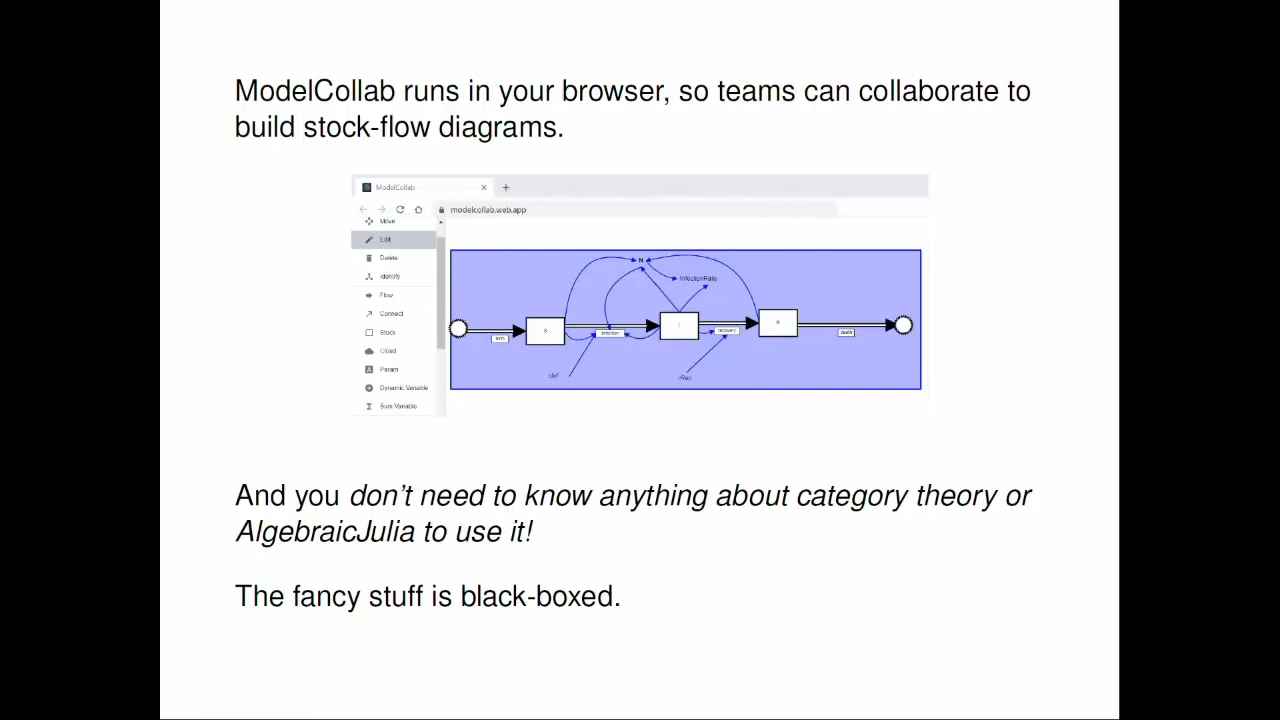 ModelCollab runs in your browser, so teams can collaborate to
build stock-flow diagrams.
ModelCollab
modelcollab.web.app
Move
Edit
Delete
Identify
Flow
Connect
Stock
Cloud
Param
Dynamic Variable
Sum Variable
N
InfectionRate
S
I
R
birth
infection
recovery
death
rInf
rRec
And you don't need to know anything about category theory or
AlgebraicJulia to use it!
The fancy stuff is black-boxed.